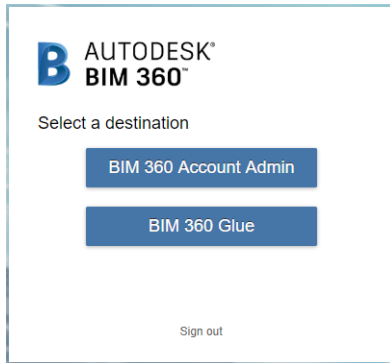 AUTODESK®
BIM 360™
Select a destination
BIM 360 Account Admin
BIM 360 Glue
Sign out